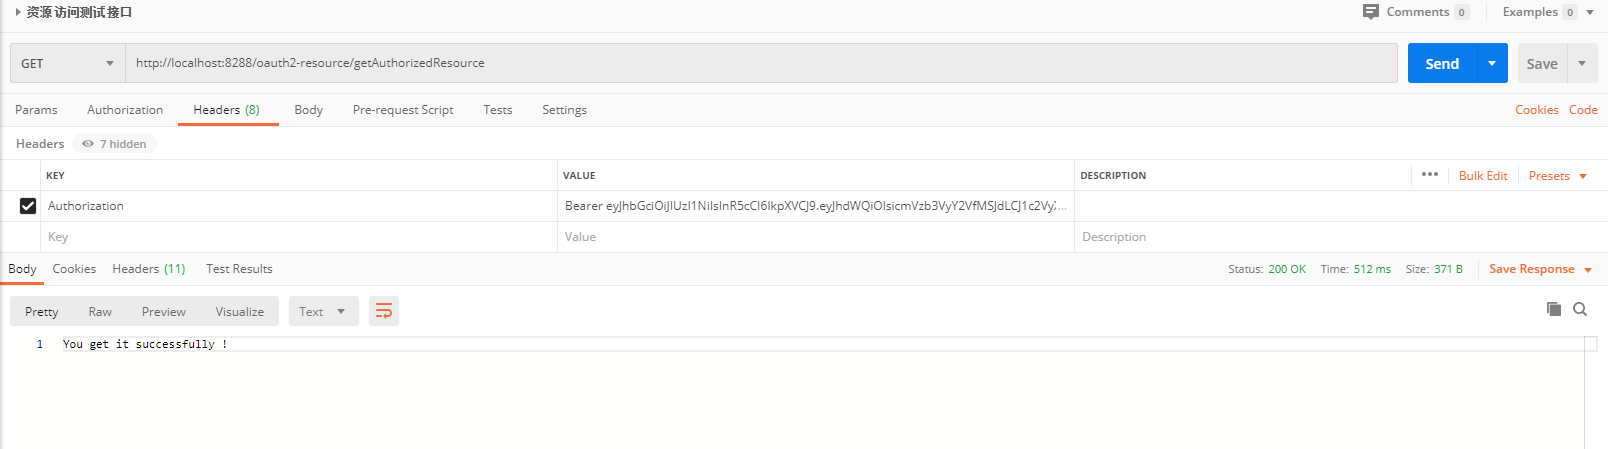 资源访问测试接口 Comments 0 Examples 0
GET http://localhost:8288/oauth2-resource/getAuthorizedResource Send Save
Params Authorization Headers (8) Body Pre-request Script Tests Settings Cookies Code
Headers 7 hidden
KEY VALUE DESCRIPTION ••• Bulk Edit Presets
Authorization Bearer eyJhbGciOiJIUzI1NiIsInR5cCI6IkpXVCJ9.eyJhdWQiOlsicmVzb3VyY2VfMSJdLCJ1c2Vy...
Key Value Description
Body Cookies Headers (11) Test Results Status: 200 OK Time: 512 ms Size: 371 B Save Response
Pretty Raw Preview Visualize Text
1 You get it successfully !